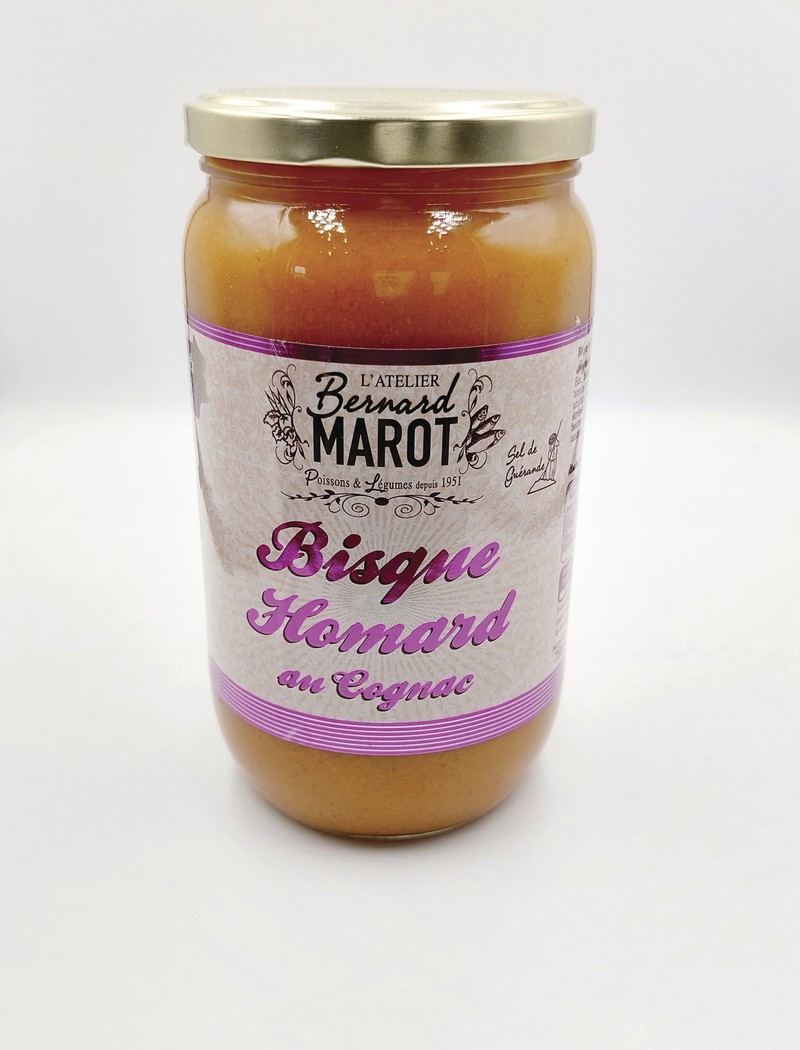 L'ATELIER
Bernard
MAROT
Poissons & Légumes depuis 1951
Sel de
Guérande
Bisque
Homard
au Cognac